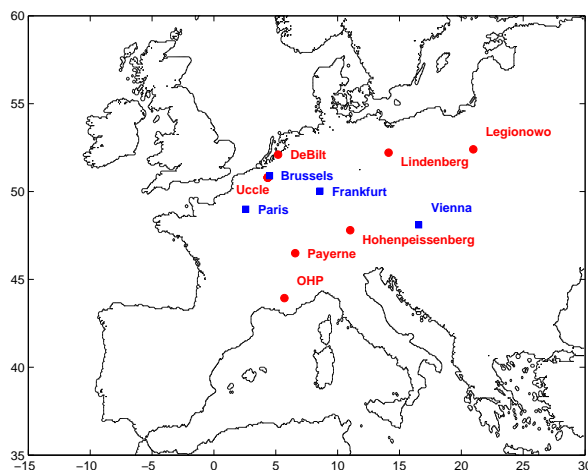 60
55
50
45
40
35
Legionowo
DeBilt
Lindenberg
Brussels
Uccle
Frankfurt
Paris
Vienna
Hohenpeissenberg
Payerne
OHP
−15 −10 −5 0 5 10 15 20 25 30